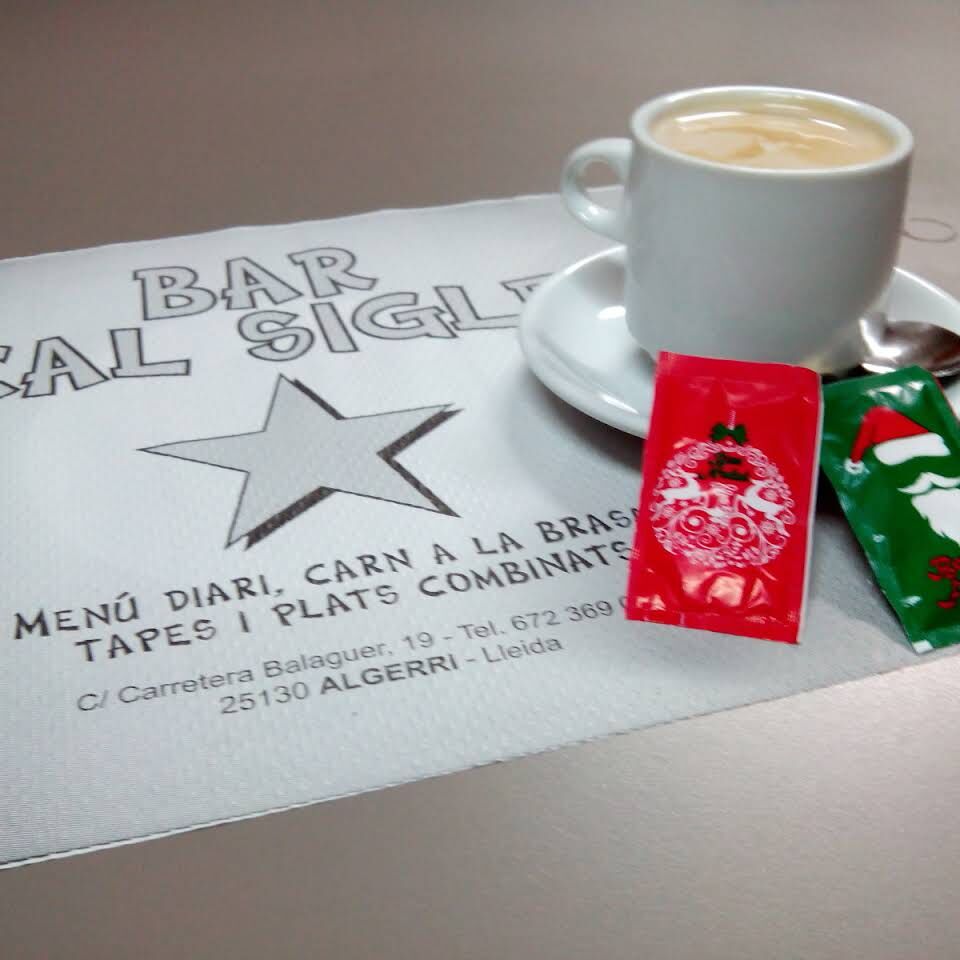 BAR
CAL SIGLE
MENÚ DIARI, CARN A LA BRASA
TAPES I PLATS COMBINATS
C/ Carretera Balaguer, 19 - Tel. 672 369
25130 ALGERRI - Lleida